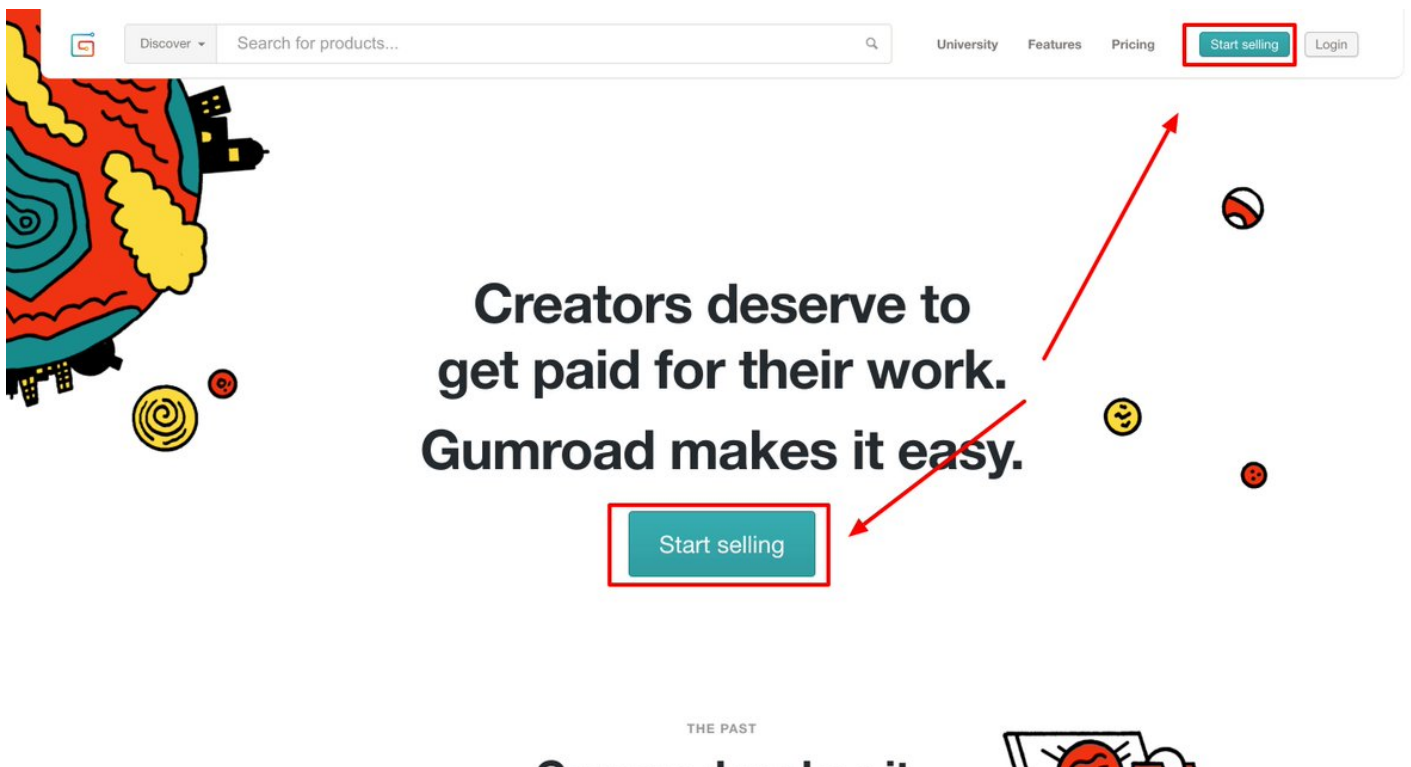 Discover
Search for products...
University
Features
Pricing
Start selling
Login
Creators deserve to
get paid for their work.
Gumroad makes it easy.
Start selling
THE PAST